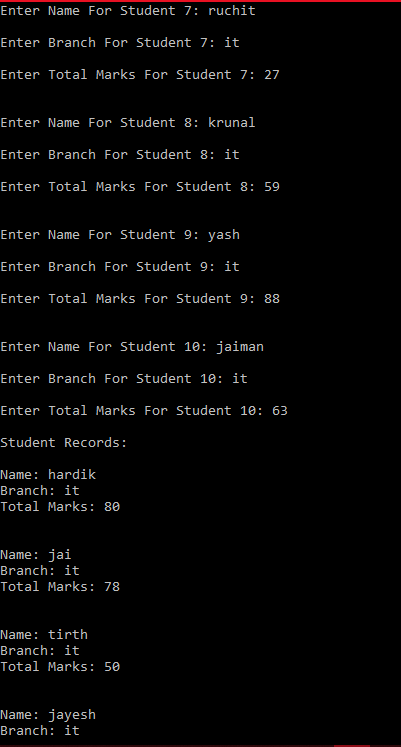 Enter Name For Student 7: ruchit
Enter Branch For Student 7: it
Enter Total Marks For Student 7: 27
Enter Name For Student 8: krunal
Enter Branch For Student 8: it
Enter Total Marks For Student 8: 59
Enter Name For Student 9: yash
Enter Branch For Student 9: it
Enter Total Marks For Student 9: 88
Enter Name For Student 10: jaiman
Enter Branch For Student 10: it
Enter Total Marks For Student 10: 63
Student Records:
Name: hardik
Branch: it
Total Marks: 80
Name: jai
Branch: it
Total Marks: 78
Name: tirth
Branch: it
Total Marks: 50
Name: jayesh
Branch: it